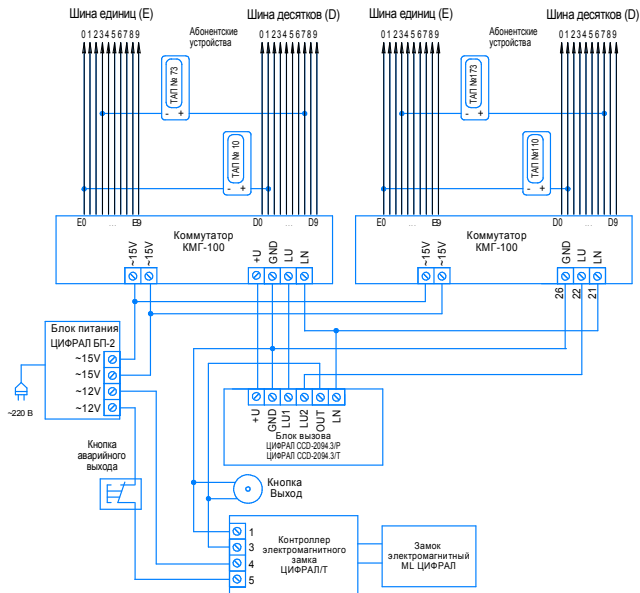 Шина единиц (E)
Шина десятков (D)
Шина единиц (E)
Шина десятков (D)
0123456789
Абонентские
устройства
0123456789
0123456789
Абонентские
устройства
0123456789
ТАП № 73
- +
ТАП №173
- +
ТАП № 10
- +
ТАП №110
- +
E0 ... E9
D0 ... D9
E0 ... E9
D0 ... D9
Коммутатор
КМГ-100
Коммутатор
КМГ-100
~15V
~15V
+U
GND
LU
LN
~15V
~15V
GND
LU
LN
26
22
21
Блок питания
ЦИФРАЛ БП-2
~15V
~15V
~12V
~12V
~220 В
+U
GND
LU1
LU2
OUT
LN
Блок вызова
ЦИФРАЛ CCD-2094.3/P
ЦИФРАЛ CCD-2094.3/T
Кнопка
аварийного
выхода
Кнопка
Выход
1
3
4
5
Контроллер
электромагнитного
замка
ЦИФРАЛ/T
Замок
электромагнитный
ML ЦИФРАЛ